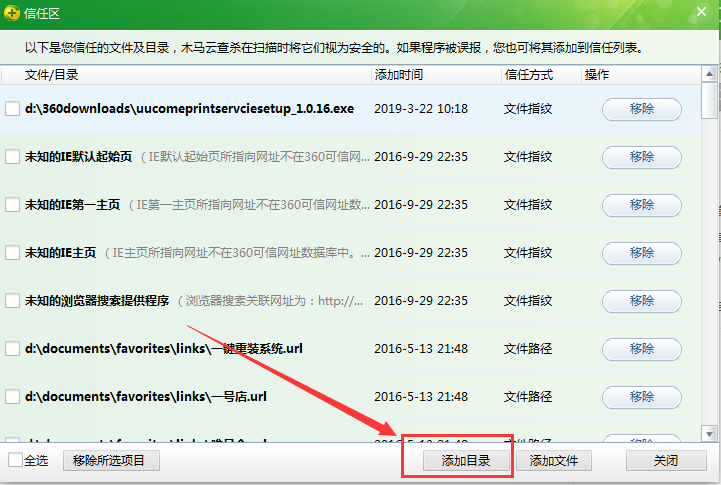 信任区
以下是您信任的文件及目录，木马云查杀在扫描时将它们视为安全的。如果程序被误报，您也可将其添加到信任列表。
文件/目录 添加时间 信任方式 操作
d:\360downloads\uucomeprintservciesetup_1.0.16.exe 2019-3-22 10:18 文件指纹 移除
未知的IE默认起始页 （IE默认起始页所指向网址不在360可信网... 2016-9-29 22:35 文件指纹 移除
未知的IE第一主页 （IE第一主页所指向网址不在360可信网址数... 2016-9-29 22:35 文件指纹 移除
未知的IE主页 （IE主页所指向网址不在360可信网址数据库中。... 2016-9-29 22:35 文件指纹 移除
未知的浏览器搜索提供程序 （浏览器搜索关联网址为：http://... 2016-9-29 22:35 文件指纹 移除
d:\documents\favorites\links\一键重装系统.url 2016-5-13 21:48 文件路径 移除
d:\documents\favorites\links\一号店.url 2016-5-13 21:48 文件路径 移除
全选 移除所选项目 添加目录 添加文件 关闭